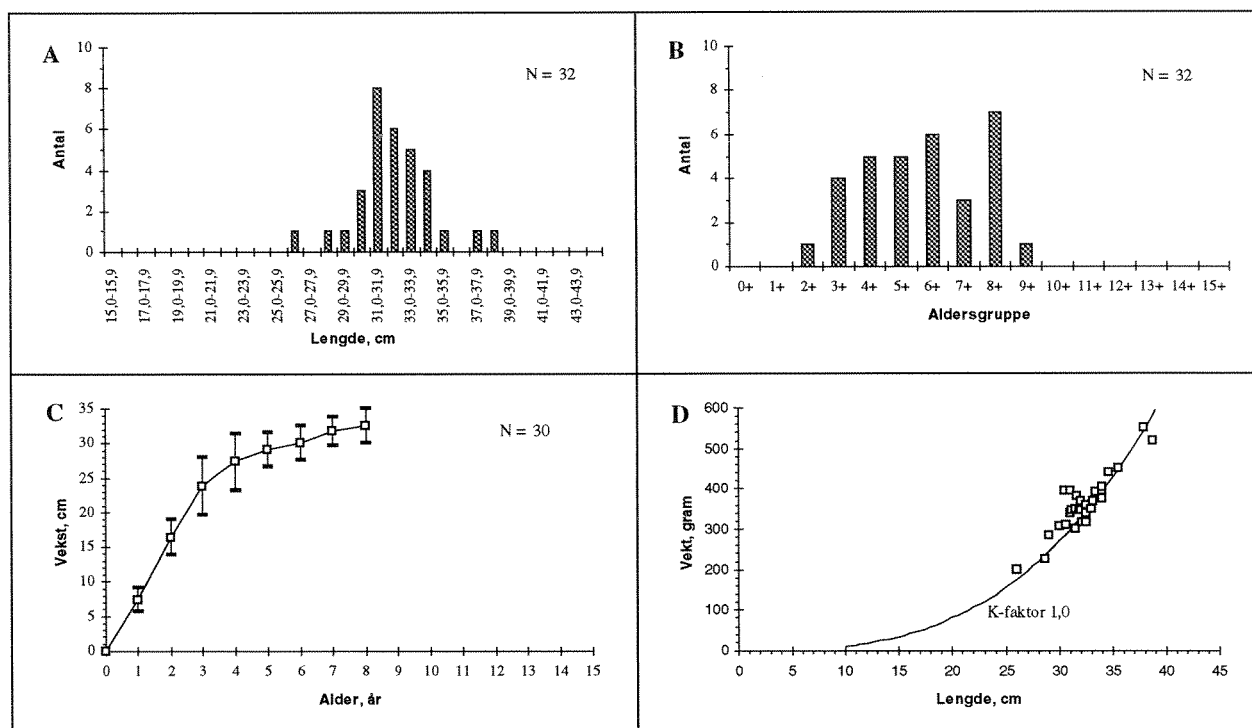 A
N = 32
Antal
10
8
6
4
2
0
15,0-15,9
17,0-17,9
19,0-19,9
21,0-21,9
23,0-23,9
25,0-25,9
27,0-27,9
29,0-29,9
31,0-31,9
33,0-33,9
35,0-35,9
37,0-37,9
39,0-39,9
41,0-41,9
43,0-43,9
Lengde, cm
B
N = 32
Antal
10
8
6
4
2
0
0+ 1+ 2+ 3+ 4+ 5+ 6+ 7+ 8+ 9+ 10+ 11+ 12+ 13+ 14+ 15+
Aldersgruppe
C
N = 30
Vekst, cm
35
30
25
20
15
10
5
0
0 1 2 3 4 5 6 7 8 9 10 11 12 13 14 15
Alder, år
D
Vekt, gram
600
500
400
300
200
100
0
K-faktor 1,0
0 5 10 15 20 25 30 35 40 45
Lengde, cm